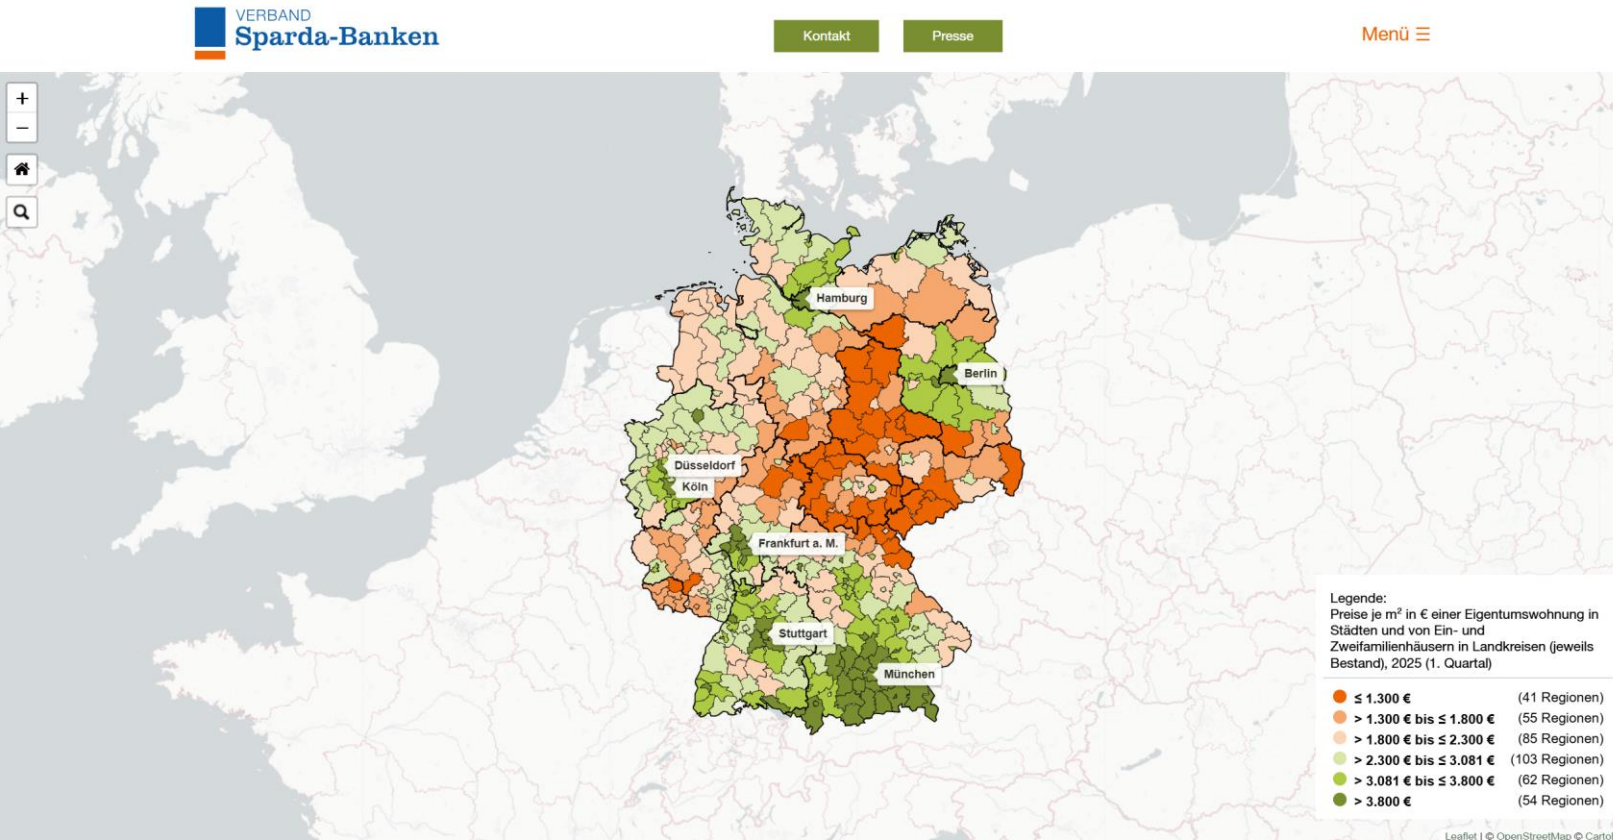 VERBAND
Sparda-Banken
Kontakt
Presse
Menü ☰
+
−
Hamburg
Berlin
Düsseldorf
Köln
Frankfurt a. M.
Stuttgart
München
Legende:
Preise je m² in € einer Eigentumswohnung in
Städten und von Ein- und
Zweifamilienhäusern in Landkreisen (jeweils
Bestand), 2025 (1. Quartal)
≤ 1.300 € (41 Regionen)
> 1.300 € bis ≤ 1.800 € (55 Regionen)
> 1.800 € bis ≤ 2.300 € (85 Regionen)
> 2.300 € bis ≤ 3.081 € (103 Regionen)
> 3.081 € bis ≤ 3.800 € (62 Regionen)
> 3.800 € (54 Regionen)
Leaflet | © OpenStreetMap © Carto